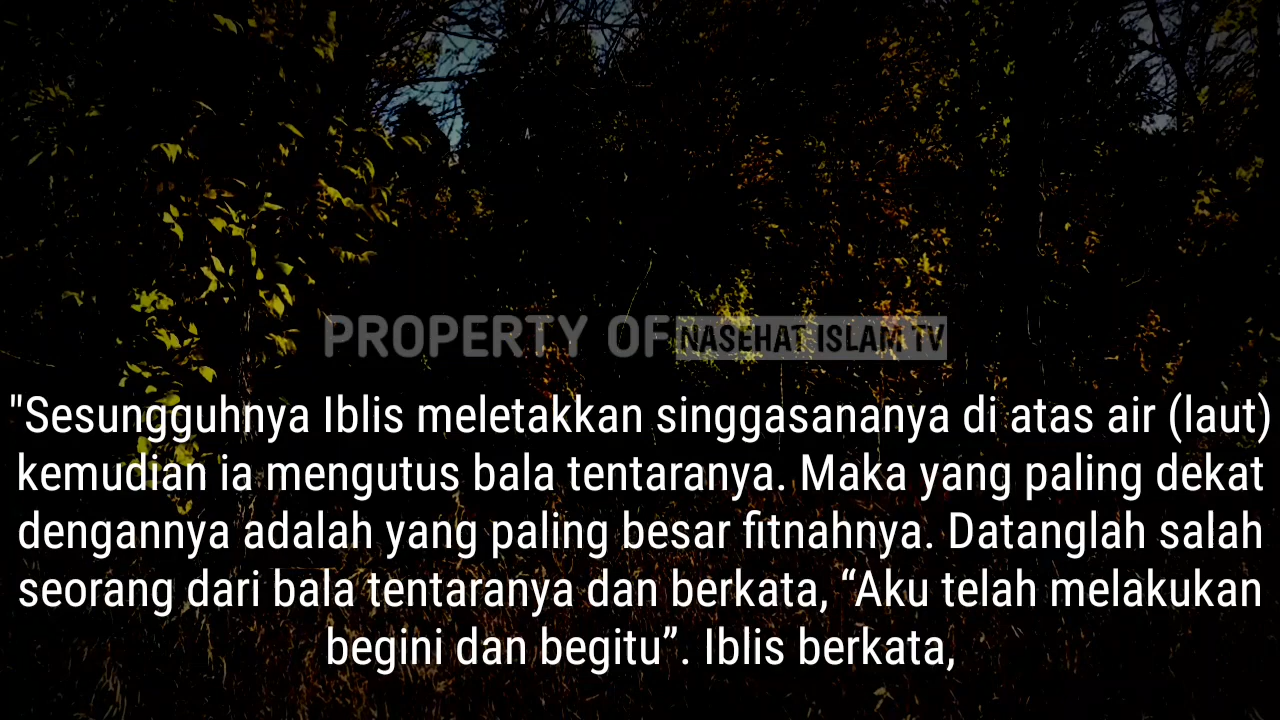 PROPERTY OF NASEHAT ISLAM TV
"Sesungguhnya Iblis meletakkan singgasananya di atas air (laut)
kemudian ia mengutus bala tentaranya. Maka yang paling dekat
dengannya adalah yang paling besar fitnahnya. Datanglah salah
seorang dari bala tentaranya dan berkata, “Aku telah melakukan
begini dan begitu”. Iblis berkata,